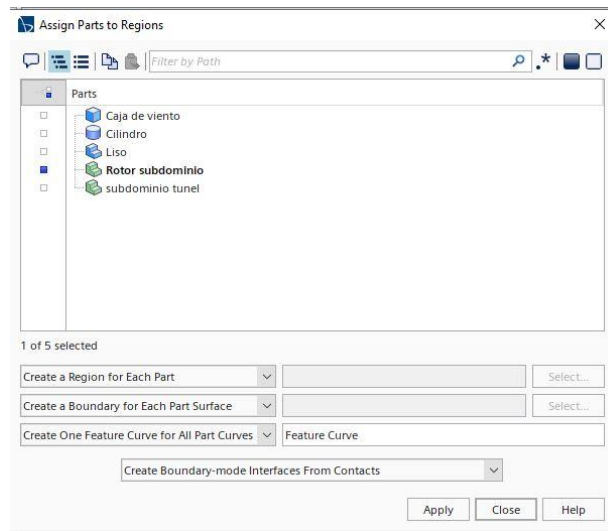 Assign Parts to Regions
Filter by Path
.*
Parts
Caja de viento
Cilindro
Liso
Rotor subdominio
subdominio tunel
1 of 5 selected
Create a Region for Each Part Select...
Create a Boundary for Each Part Surface Select...
Create One Feature Curve for All Part Curves Feature Curve
Create Boundary-mode Interfaces From Contacts
Apply Close Help